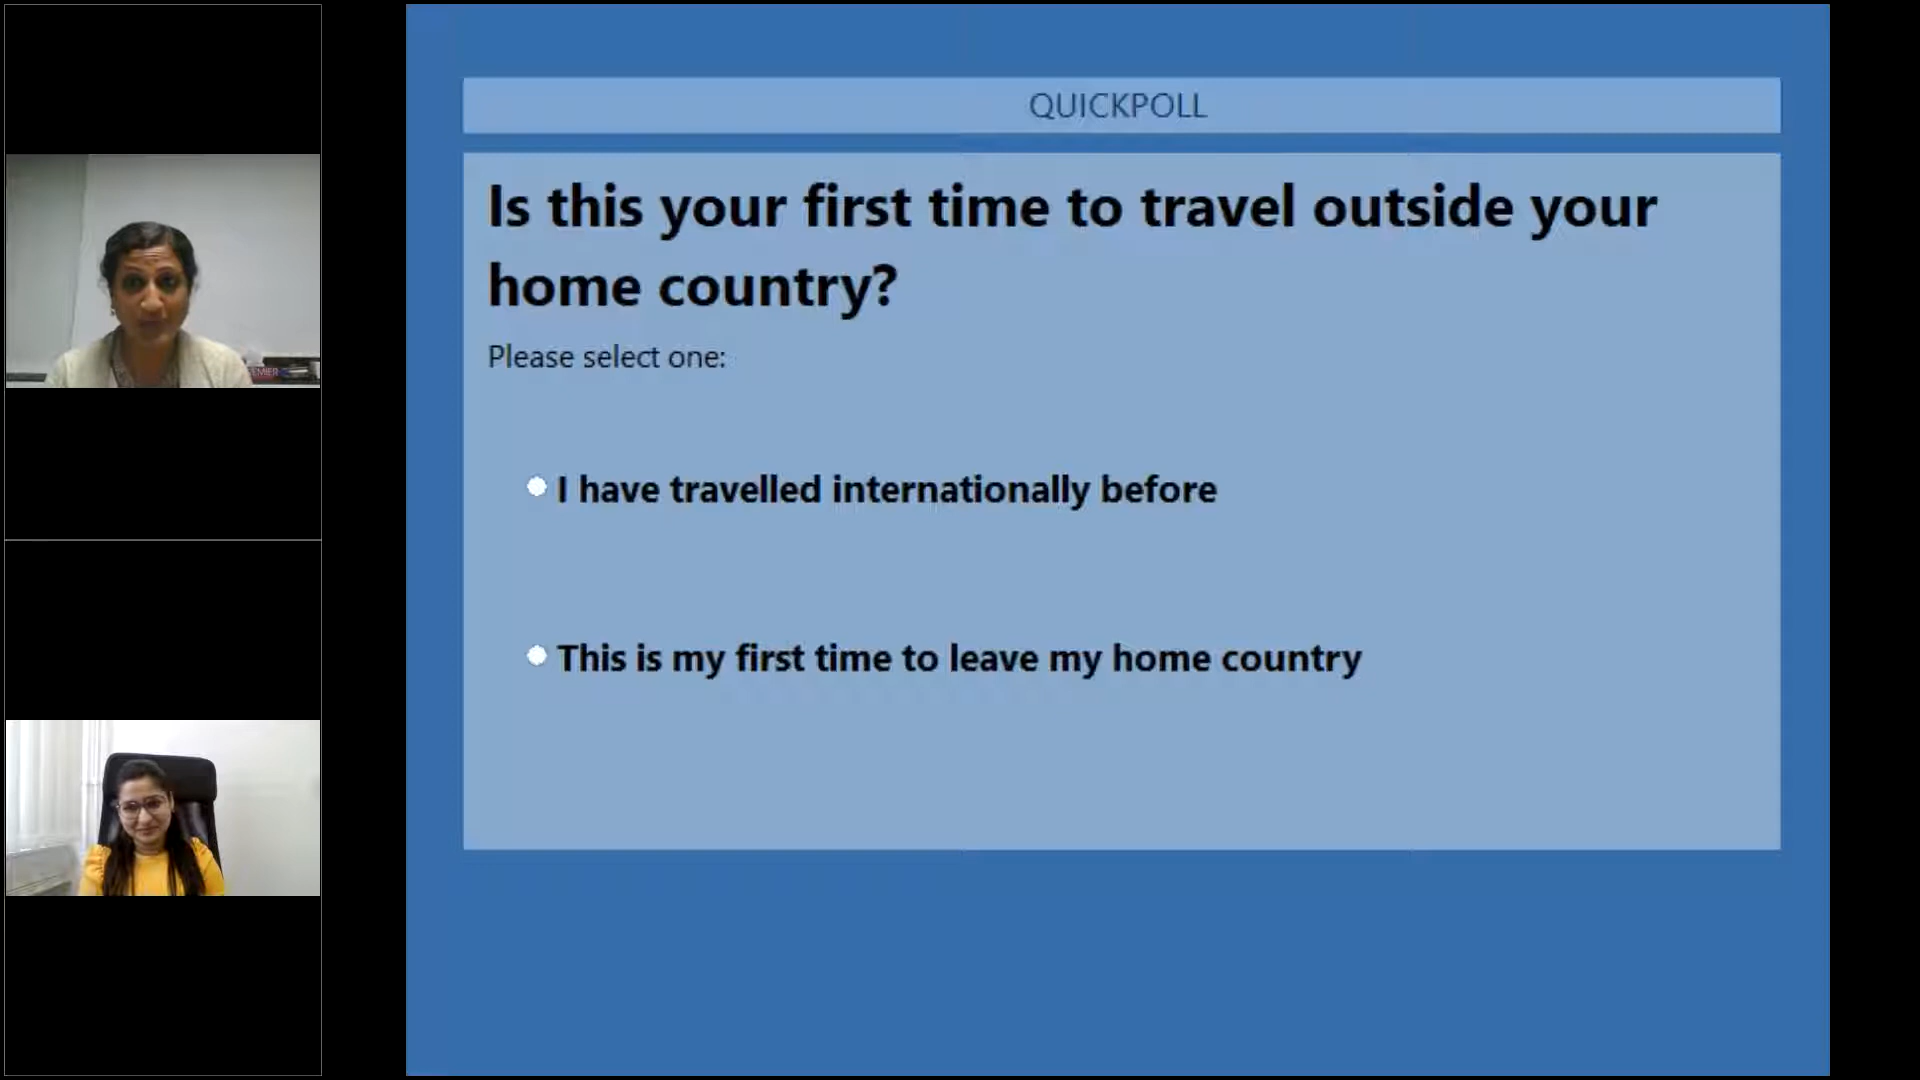 QUICKPOLL
Is this your first time to travel outside your
home country?
Please select one:
I have travelled internationally before
This is my first time to leave my home country